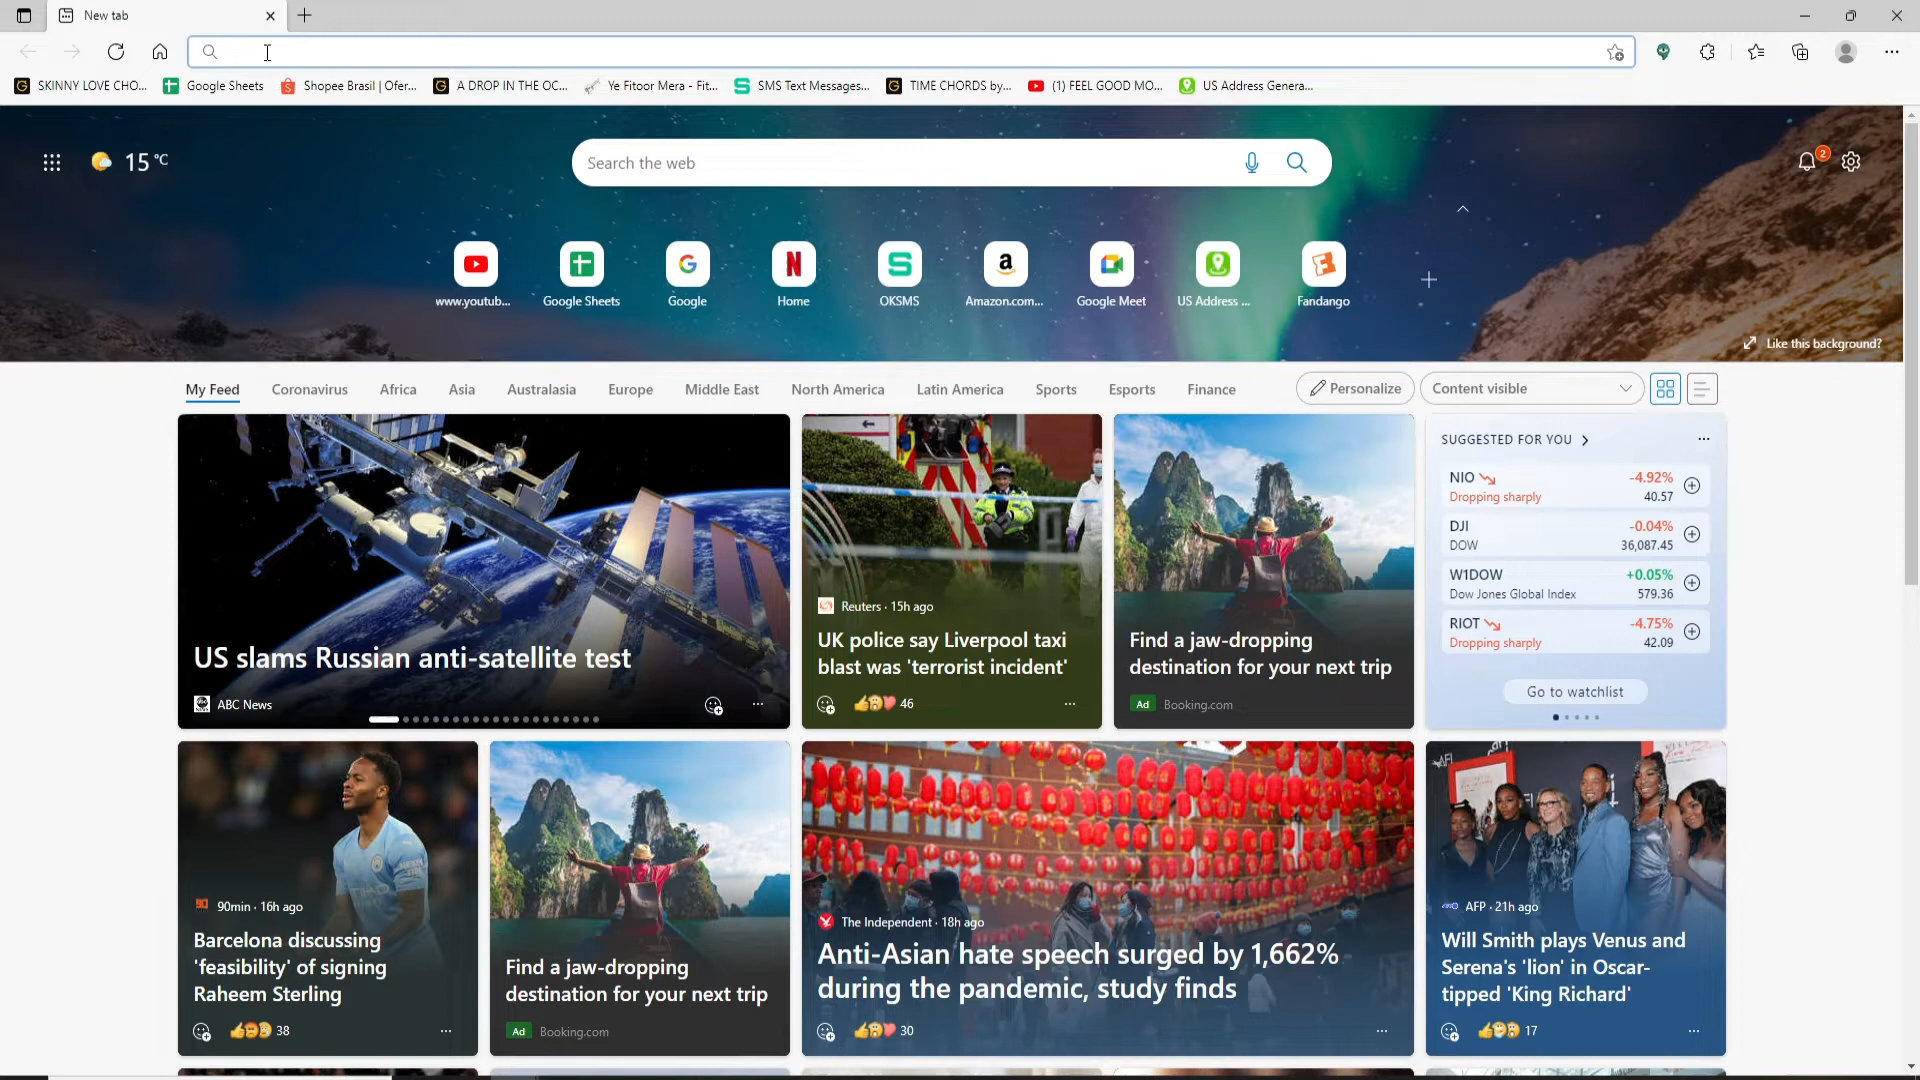 New tab
SKINNY LOVE CHO...
Google Sheets
Shopee Brasil | Ofer...
A DROP IN THE OC...
Ye Fitoor Mera - Fit...
SMS Text Messages...
TIME CHORDS by...
(1) FEEL GOOD MO...
US Address Genera...
15 °C
Search the web
2
www.youtub...
Google Sheets
Google
Home
OKSMS
Amazon.com...
Google Meet
US Address ...
Fandango
Like this background?
My Feed
Coronavirus
Africa
Asia
Australasia
Europe
Middle East
North America
Latin America
Sports
Esports
Finance
Personalize
Content visible
US slams Russian anti-satellite test
ABC News
Reuters · 15h ago
UK police say Liverpool taxi
blast was 'terrorist incident'
46
Find a jaw-dropping
destination for your next trip
Ad Booking.com
SUGGESTED FOR YOU
NIO -4.92%
Dropping sharply 40.57
DJI -0.04%
DOW 36,087.45
W1DOW +0.05%
Dow Jones Global Index 579.36
RIOT -4.75%
Dropping sharply 42.09
Go to watchlist
90min · 16h ago
Barcelona discussing
'feasibility' of signing
Raheem Sterling
38
Find a jaw-dropping
destination for your next trip
Ad Booking.com
The Independent · 18h ago
Anti-Asian hate speech surged by 1,662%
during the pandemic, study finds
30
AFI
AFP · 21h ago
Will Smith plays Venus and
Serena's 'lion' in Oscar-
tipped 'King Richard'
17